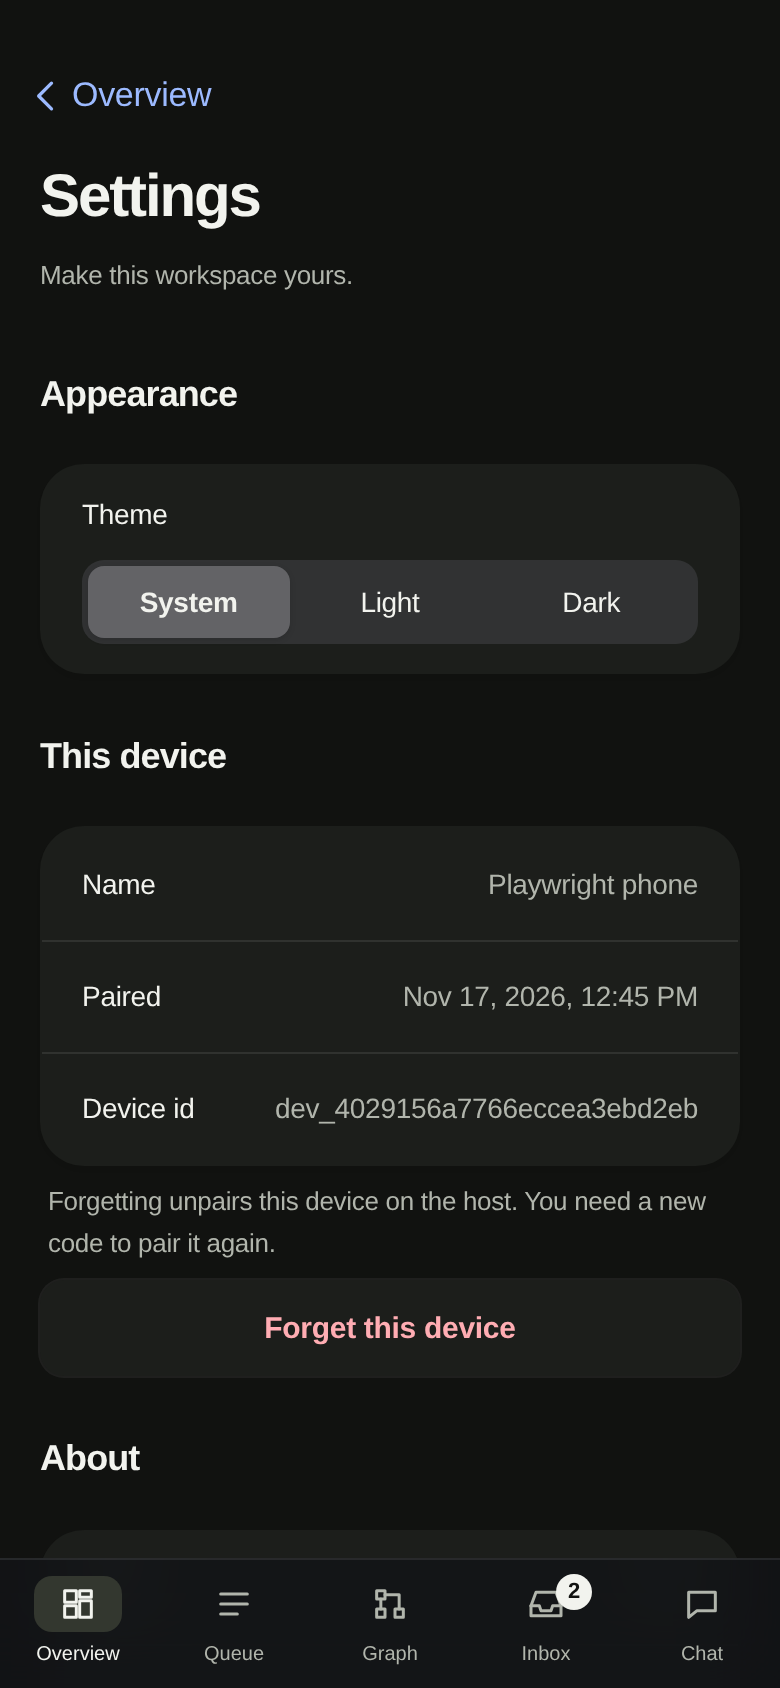 Overview
Settings
Make this workspace yours.
Appearance
Theme
System Light Dark
This device
Name Playwright phone
Paired Nov 17, 2026, 12:45 PM
Device id dev_4029156a7766eccea3ebd2eb
Forgetting unpairs this device on the host. You need a new
code to pair it again.
Forget this device
About
2
Overview Queue Graph Inbox Chat